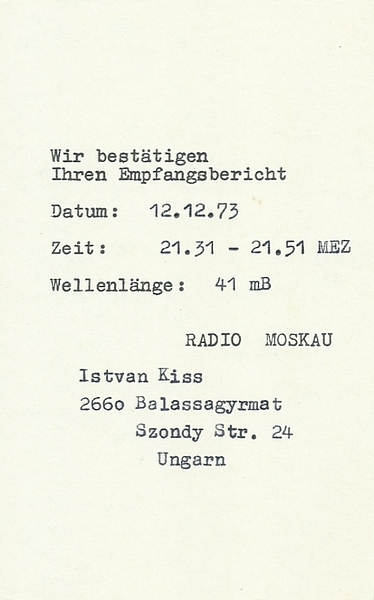 Wir bestätigen
Ihren Empfangsbericht
Datum: 12.12.73
Zeit: 21.31 - 21.51 MEZ
Wellenlänge: 41 mB
RADIO MOSKAU
Istvan Kiss
266o Balassagyrmat
Szondy Str. 24
Ungarn